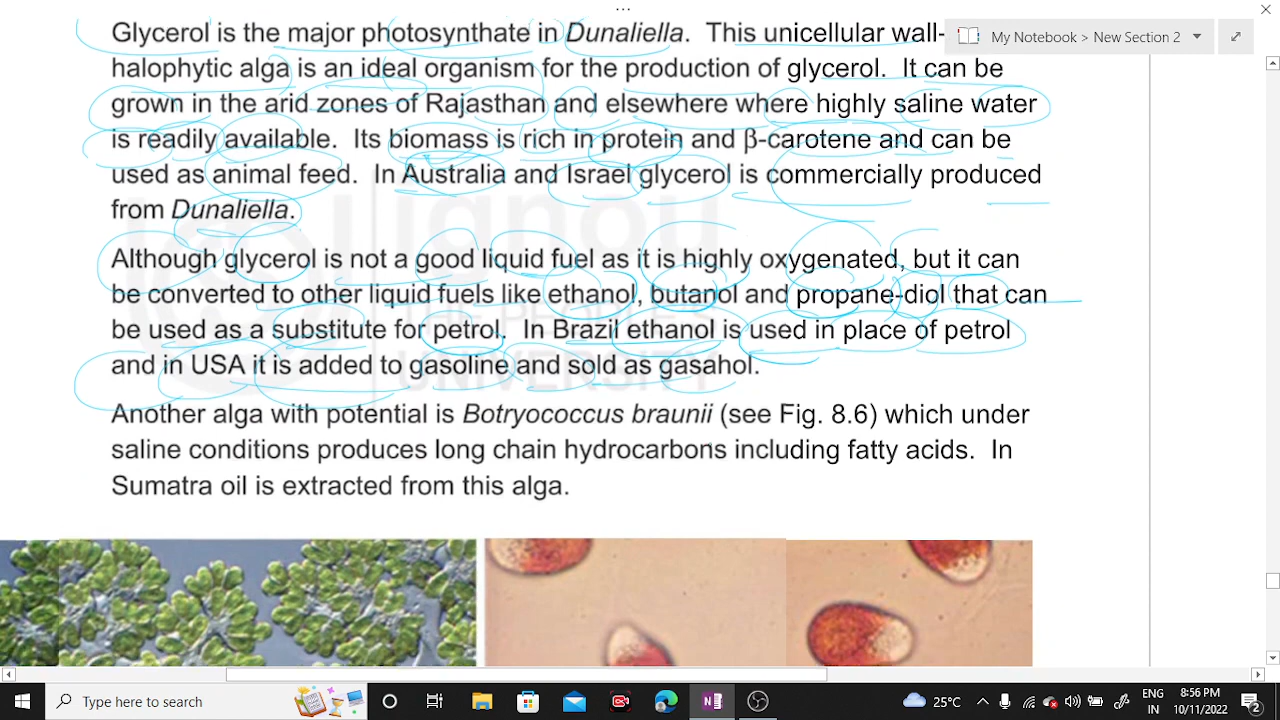 ...
My Notebook > New Section 2
Glycerol is the major photosynthate in Dunaliella. This unicellular wall-
halophytic alga is an ideal organism for the production of glycerol. It can be
grown in the arid zones of Rajasthan and elsewhere where highly saline water
is readily available. Its biomass is rich in protein and β-carotene and can be
used as animal feed. In Australia and Israel glycerol is commercially produced
from Dunaliella.
ignou
Although glycerol is not a good liquid fuel as it is highly oxygenated, but it can
be converted to other liquid fuels like ethanol, butanol and propane-diol that can
THE PEOPLE'S
be used as a substitute for petrol. In Brazil ethanol is used in place of petrol
UNIVERSITY
and in USA it is added to gasoline and sold as gasahol.
Another alga with potential is Botryococcus braunii (see Fig. 8.6) which under
saline conditions produces long chain hydrocarbons including fatty acids. In
Sumatra oil is extracted from this alga.
Type here to search
25°C
ENG
IN
8:56 PM
10/11/2022
2